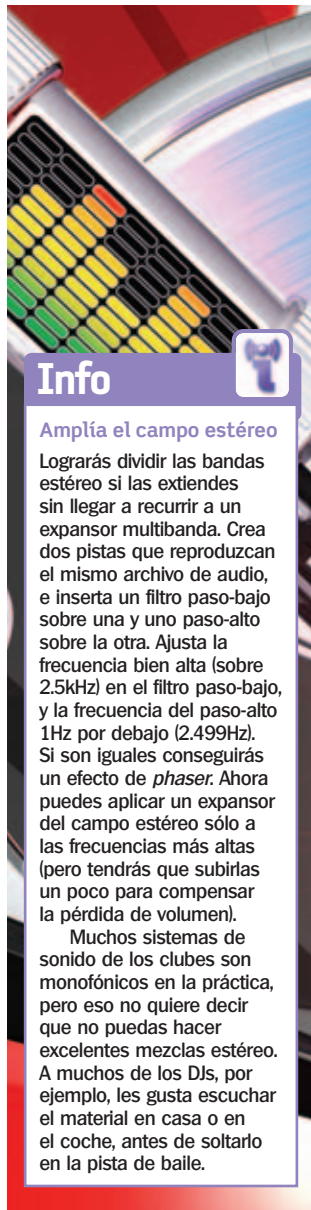 Info
Amplía el campo estéreo
Lograrás dividir las bandas
estéreo si las extiendes
sin llegar a recurrir a un
expansor multibanda. Crea
dos pistas que reproduzcan
el mismo archivo de audio,
e inserta un filtro paso-bajo
sobre una y uno paso-alto
sobre la otra. Ajusta la
frecuencia bien alta (sobre
2.5kHz) en el filtro paso-bajo,
y la frecuencia del paso-alto
1Hz por debajo (2.499Hz).
Si son iguales conseguirás
un efecto de phaser. Ahora
puedes aplicar un expansor
del campo estéreo sólo a
las frecuencias más altas
(pero tendrás que subirlas
un poco para compensar
la pérdida de volumen).
Muchos sistemas de
sonido de los clubes son
monofónicos en la práctica,
pero eso no quiere decir
que no puedas hacer
excelentes mezclas estéreo.
A muchos de los DJs, por
ejemplo, les gusta escuchar
el material en casa o en
el coche, antes de soltarlo
en la pista de baile.